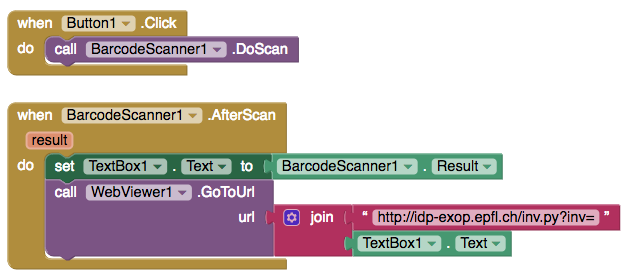 when Button1 .Click
do call BarcodeScanner1 .DoScan
when BarcodeScanner1 .AfterScan
result
do set TextBox1 . Text to BarcodeScanner1 . Result
call WebViewer1 .GoToUrl
url join “ http://idp-exop.epfl.ch/inv.py?inv= ”
TextBox1 . Text